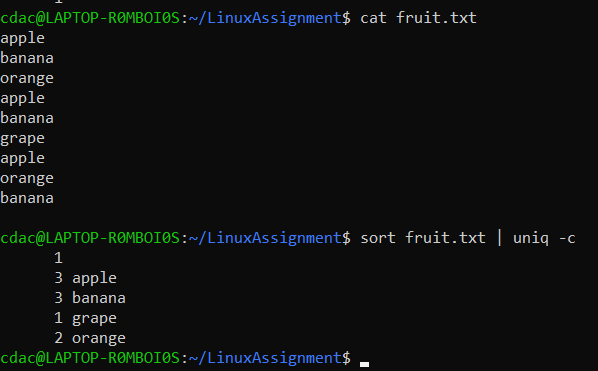 1
cdac@LAPTOP-R0MBOI0S:~/LinuxAssignment$ cat fruit.txt
apple
banana
orange
apple
banana
grape
apple
orange
banana

cdac@LAPTOP-R0MBOI0S:~/LinuxAssignment$ sort fruit.txt | uniq -c
      1
      3 apple
      3 banana
      1 grape
      2 orange
cdac@LAPTOP-R0MBOI0S:~/LinuxAssignment$